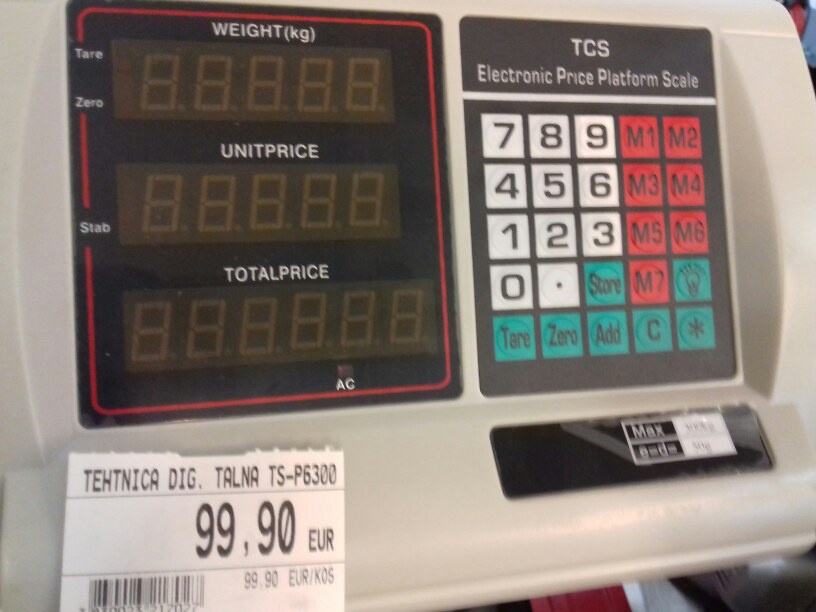 WEIGHT(kg)
Tare
Zero
UNITPRICE
Stab
TOTALPRICE
AC
TCS
Electronic Price Platform Scale
7 8 9 M1 M2
4 5 6 M3 M4
1 2 3 M5 M6
0 . Store M7
Tare Zero Add C *
Max
e=d=
TEHTNICA DIG. TALNA TS-P6300
99,90 EUR
99.90 EUR/KOS